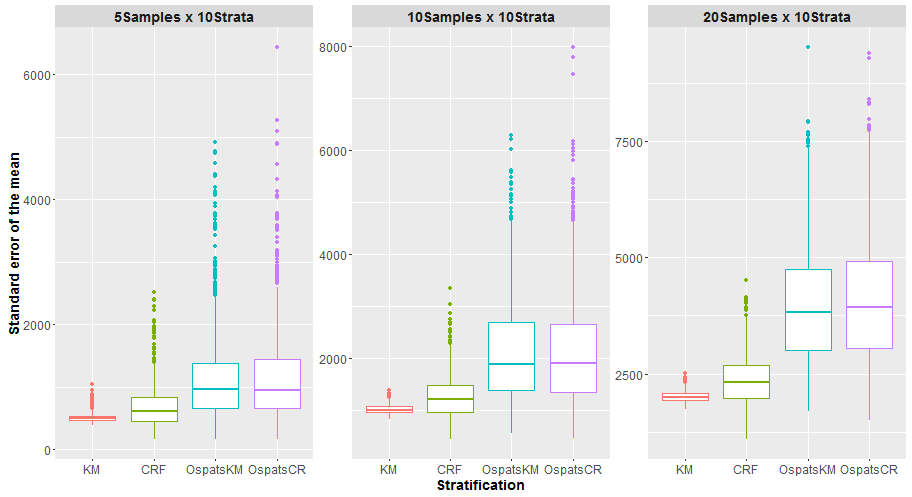 5Samples x 10Strata
10Samples x 10Strata
20Samples x 10Strata
Standard error of the mean
6000
4000
2000
0
8000
6000
4000
2000
7500
5000
2500
KM CRF OspatsKM OspatsCR
KM CRF OspatsKM OspatsCR
KM CRF OspatsKM OspatsCR
Stratification